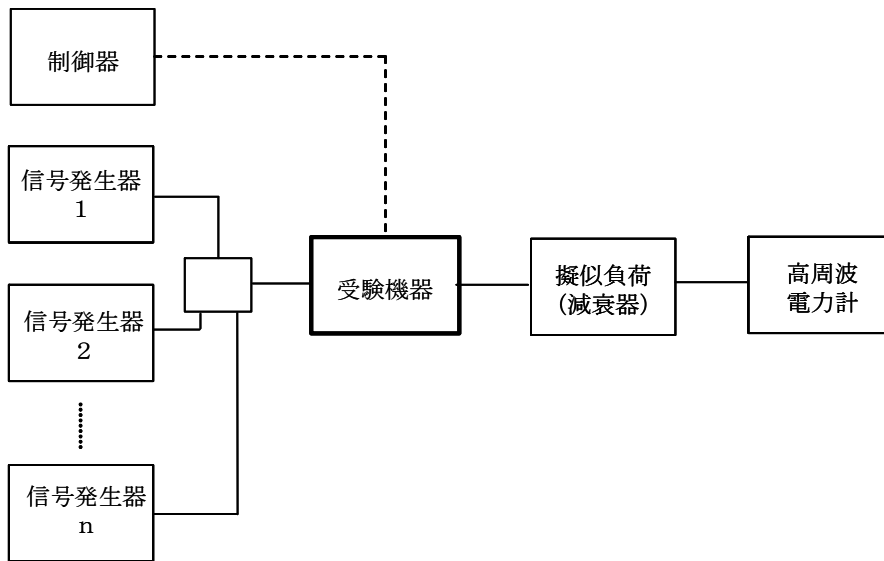 制御器
信号発生器
1
信号発生器
2
信号発生器
n
受験機器
擬似負荷
(減衰器)
高周波
電力計